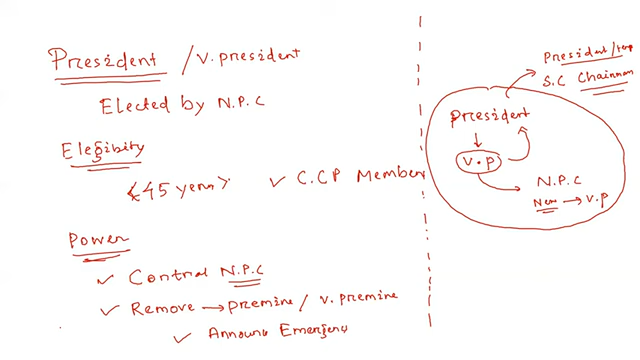 President / V. president
Elected by N.P.C
Elegibity
<45 years> ✓ C.CP Member
Power
✓ Control N.P.C
✓ Remove → premine / V. premine
✓ Announce Emergency
President/
S.C Chairman
President
↓
V.P
N.P.C
New → V.P